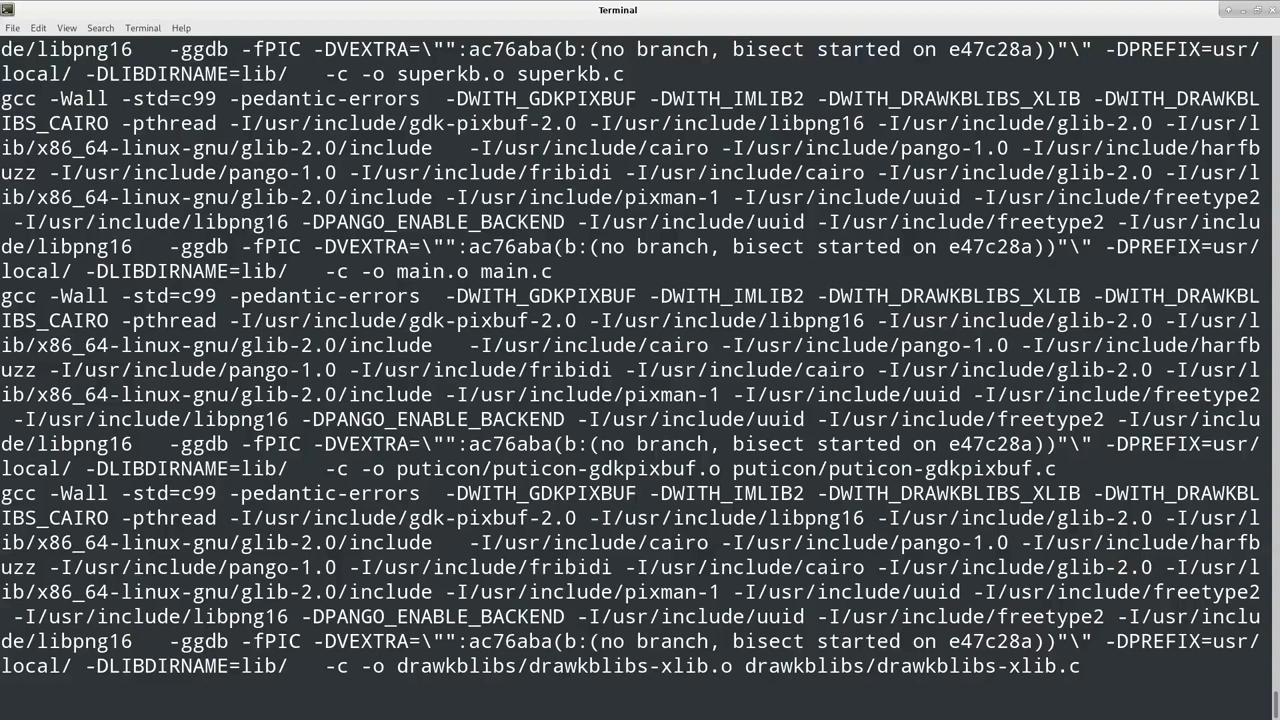 Terminal
File Edit View Search Terminal Help
de/libpng16   -ggdb -fPIC -DVEXTRA=\"":ac76aba(b:(no branch, bisect started on e47c28a))"\" -DPREFIX=usr/
local/ -DLIBDIRNAME=lib/   -c -o superkb.o superkb.c
gcc -Wall -std=c99 -pedantic-errors  -DWITH_GDKPIXBUF -DWITH_IMLIB2 -DWITH_DRAWKBLIBS_XLIB -DWITH_DRAWKBL
IBS_CAIRO -pthread -I/usr/include/gdk-pixbuf-2.0 -I/usr/include/libpng16 -I/usr/include/glib-2.0 -I/usr/l
ib/x86_64-linux-gnu/glib-2.0/include   -I/usr/include/cairo -I/usr/include/pango-1.0 -I/usr/include/harfb
uzz -I/usr/include/pango-1.0 -I/usr/include/fribidi -I/usr/include/cairo -I/usr/include/glib-2.0 -I/usr/l
ib/x86_64-linux-gnu/glib-2.0/include -I/usr/include/pixman-1 -I/usr/include/uuid -I/usr/include/freetype2
 -I/usr/include/libpng16 -DPANGO_ENABLE_BACKEND -I/usr/include/uuid -I/usr/include/freetype2 -I/usr/inclu
de/libpng16   -ggdb -fPIC -DVEXTRA=\"":ac76aba(b:(no branch, bisect started on e47c28a))"\" -DPREFIX=usr/
local/ -DLIBDIRNAME=lib/   -c -o main.o main.c
gcc -Wall -std=c99 -pedantic-errors  -DWITH_GDKPIXBUF -DWITH_IMLIB2 -DWITH_DRAWKBLIBS_XLIB -DWITH_DRAWKBL
IBS_CAIRO -pthread -I/usr/include/gdk-pixbuf-2.0 -I/usr/include/libpng16 -I/usr/include/glib-2.0 -I/usr/l
ib/x86_64-linux-gnu/glib-2.0/include   -I/usr/include/cairo -I/usr/include/pango-1.0 -I/usr/include/harfb
uzz -I/usr/include/pango-1.0 -I/usr/include/fribidi -I/usr/include/cairo -I/usr/include/glib-2.0 -I/usr/l
ib/x86_64-linux-gnu/glib-2.0/include -I/usr/include/pixman-1 -I/usr/include/uuid -I/usr/include/freetype2
 -I/usr/include/libpng16 -DPANGO_ENABLE_BACKEND -I/usr/include/uuid -I/usr/include/freetype2 -I/usr/inclu
de/libpng16   -ggdb -fPIC -DVEXTRA=\"":ac76aba(b:(no branch, bisect started on e47c28a))"\" -DPREFIX=usr/
local/ -DLIBDIRNAME=lib/   -c -o puticon/puticon-gdkpixbuf.o puticon/puticon-gdkpixbuf.c
gcc -Wall -std=c99 -pedantic-errors  -DWITH_GDKPIXBUF -DWITH_IMLIB2 -DWITH_DRAWKBLIBS_XLIB -DWITH_DRAWKBL
IBS_CAIRO -pthread -I/usr/include/gdk-pixbuf-2.0 -I/usr/include/libpng16 -I/usr/include/glib-2.0 -I/usr/l
ib/x86_64-linux-gnu/glib-2.0/include   -I/usr/include/cairo -I/usr/include/pango-1.0 -I/usr/include/harfb
uzz -I/usr/include/pango-1.0 -I/usr/include/fribidi -I/usr/include/cairo -I/usr/include/glib-2.0 -I/usr/l
ib/x86_64-linux-gnu/glib-2.0/include -I/usr/include/pixman-1 -I/usr/include/uuid -I/usr/include/freetype2
 -I/usr/include/libpng16 -DPANGO_ENABLE_BACKEND -I/usr/include/uuid -I/usr/include/freetype2 -I/usr/inclu
de/libpng16   -ggdb -fPIC -DVEXTRA=\"":ac76aba(b:(no branch, bisect started on e47c28a))"\" -DPREFIX=usr/
local/ -DLIBDIRNAME=lib/   -c -o drawkblibs/drawkblibs-xlib.o drawkblibs/drawkblibs-xlib.c